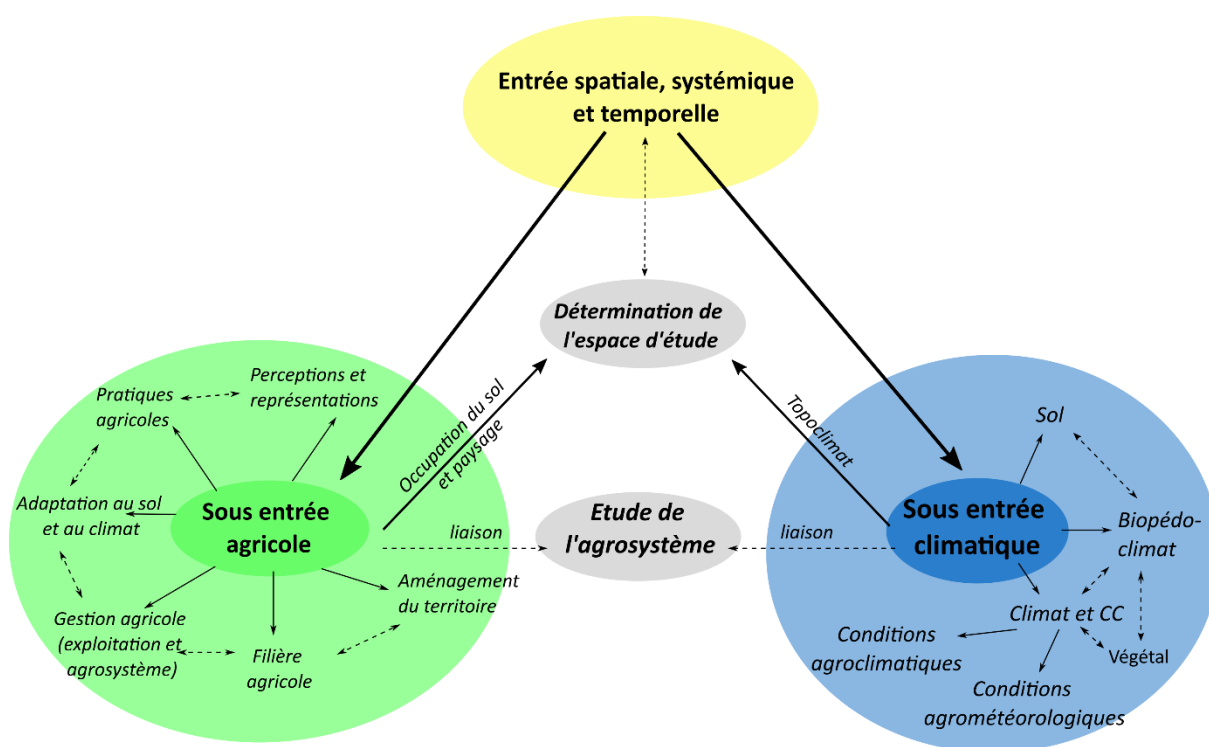 Entrée spatiale, systémique
et temporelle
Détermination de
l'espace d'étude
Perceptions et
représentations
Pratiques
agricoles
Occupation du sol
et paysage
Topoclimat
Sol
Adaptation au sol
et au climat
Sous entrée
agricole
liaison
Etude de
l'agrosystème
liaison
Sous entrée
climatique
Biopédo-
climat
Aménagement
du territoire
Gestion agricole
(exploitation et
agrosystème)
Filière
agricole
Climat et CC
Conditions
agroclimatiques
Végétal
Conditions
agrométéorologiques